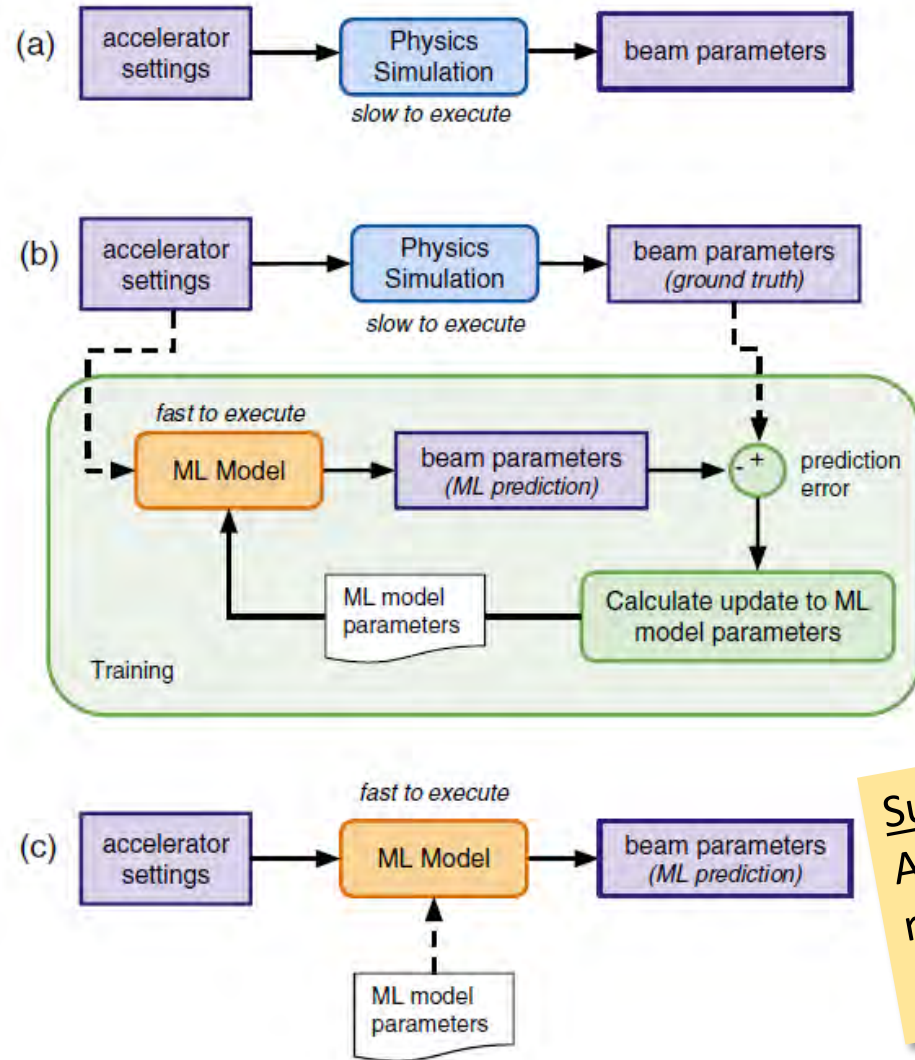 (a)
accelerator
settings
Physics
Simulation
slow to execute
beam parameters
(b)
accelerator
settings
Physics
Simulation
slow to execute
beam parameters
(ground truth)
fast to execute
ML Model
beam parameters
(ML prediction)
- +
prediction
error
ML model
parameters
Calculate update to ML
model parameters
Training
(c)
accelerator
settings
fast to execute
ML Model
beam parameters
(ML prediction)
ML model
parameters
Su
A